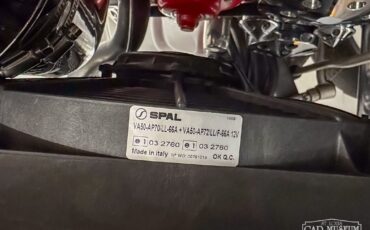 SPAL
VA50-AP70/LL-66A + VA50-AP72/LL/F-66A 12V
e 1 03 2760 e 1 03 2760
Made in Italy OK Q.C.
CAR MUSEUM